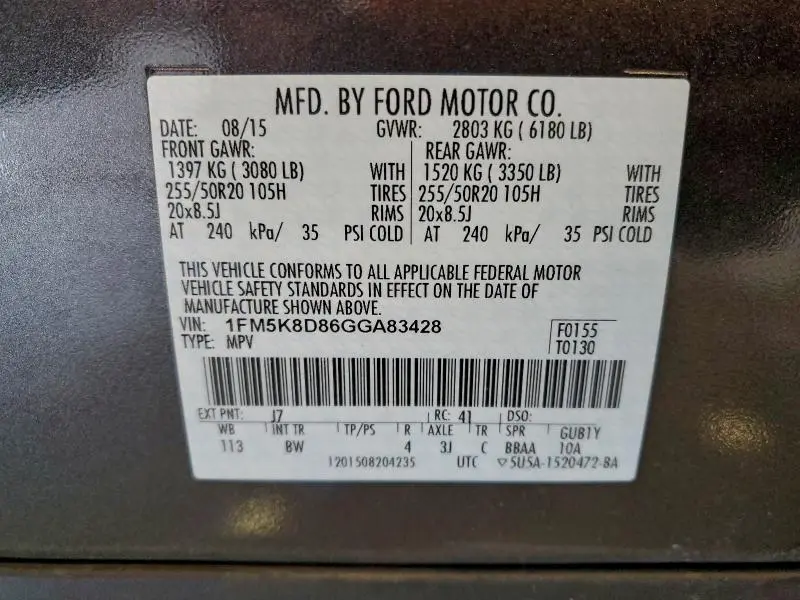 MFD. BY FORD MOTOR CO.
DATE: 08/15 GVWR: 2803 KG ( 6180 LB)
FRONT GAWR: REAR GAWR:
1397 KG ( 3080 LB) WITH 1520 KG ( 3350 LB) WITH
255/50R20 105H TIRES 255/50R20 105H TIRES
20x8.5J RIMS 20x8.5J RIMS
AT 240 kPa/ 35 PSI COLD AT 240 kPa/ 35 PSI COLD
THIS VEHICLE CONFORMS TO ALL APPLICABLE FEDERAL MOTOR
VEHICLE SAFETY STANDARDS IN EFFECT ON THE DATE OF
MANUFACTURE SHOWN ABOVE.
VIN: 1FM5K8D86GGA83428 F0155
TYPE: MPV T0130
EXT PNT: J7 RC: 41 DSO:
WB INT TR TP/PS R AXLE TR SPR GUB1Y
113 BW 4 3J C BBAA 10A
1201508204235 UTC ▽5U5A-1520472-BA